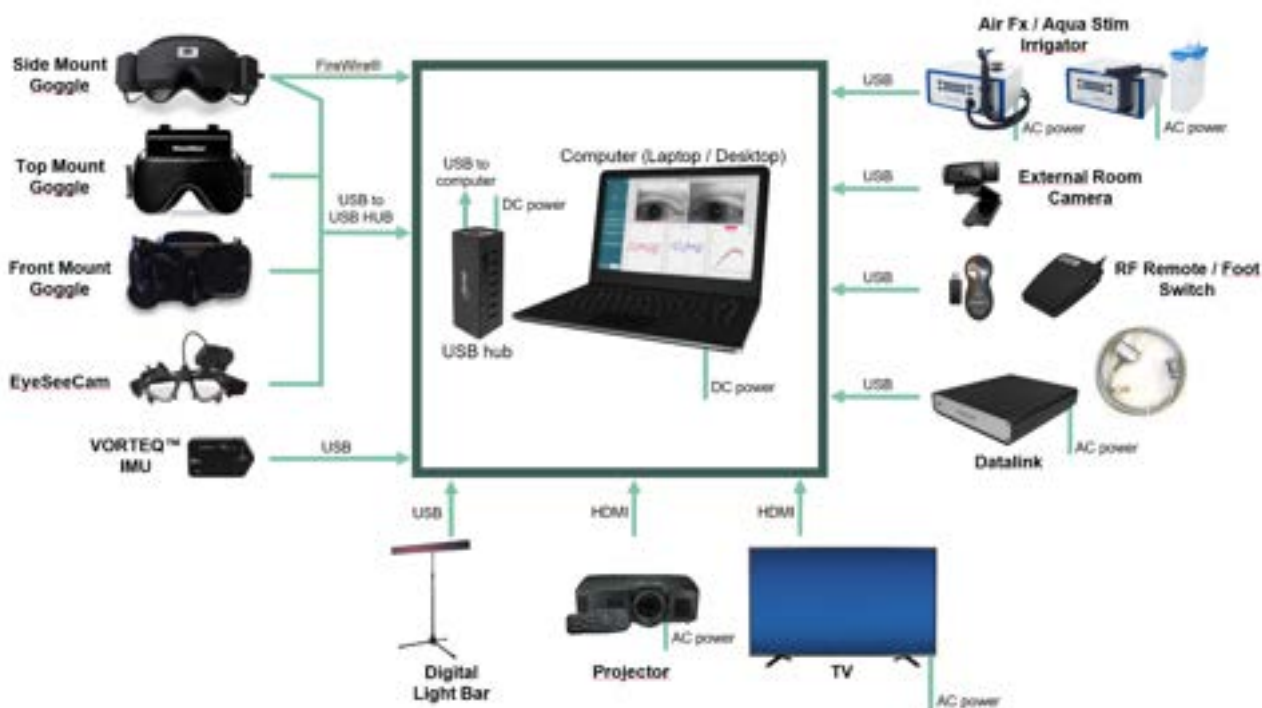 Air Fx / Aqua Stim
Irrigator
Side Mount
Goggle
FireWire®
USB
AC power
AC power
Top Mount
Goggle
USB to
USB HUB
USB to
computer
DC power
Computer (Laptop / Desktop)
USB
External Room
Camera
Front Mount
Goggle
USB
RF Remote / Foot
Switch
USB hub
EyeSeeCam
DC power
USB
AC power
Datalink
VORTEQ™
IMU
USB
USB
HDMI
HDMI
AC power
Digital
Light Bar
Projector
TV
AC power